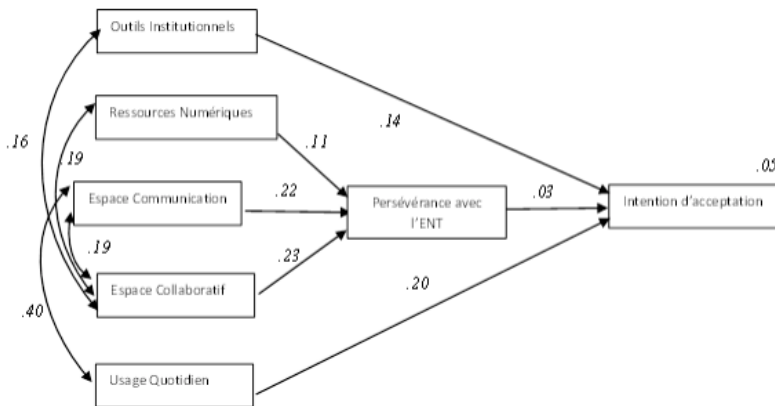 Outils Institutionnels
Ressources Numériques
.14
.16
.19
.11
.05
Espace Communication
.22
Persévérance avec
l'ENT
.03
Intention d'acceptation
.19
.23
Espace Collaboratif
.20
.40
Usage Quotidien